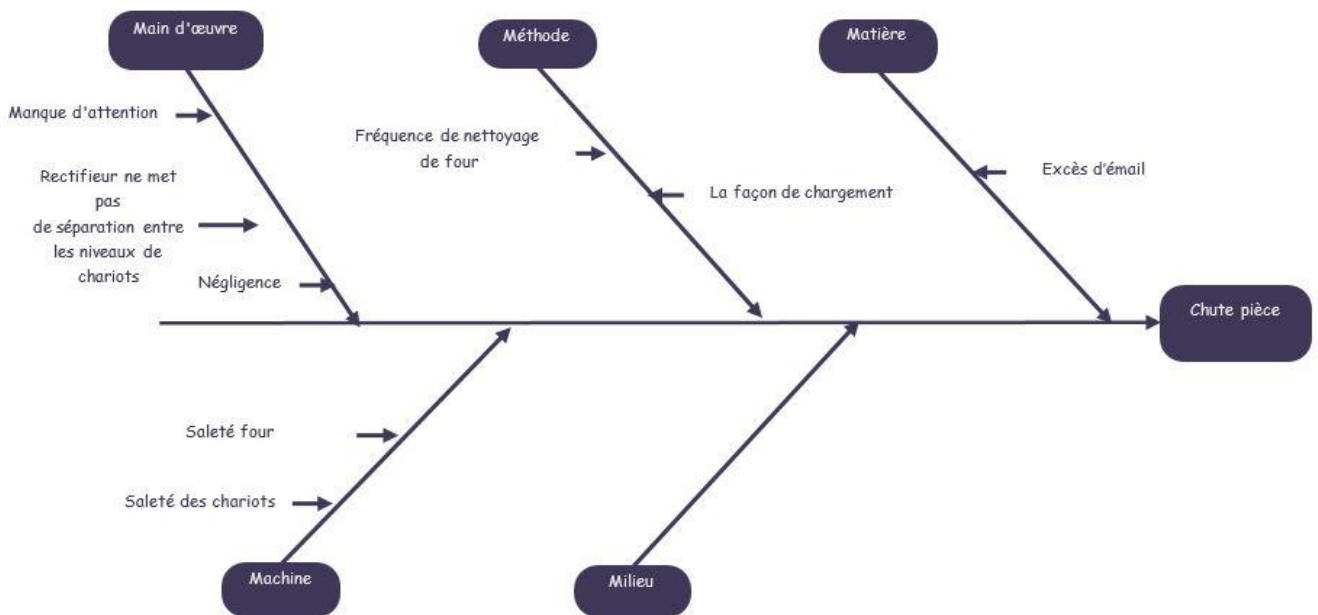 Main d'œuvre
Méthode
Matière
Manque d'attention
Fréquence de nettoyage
de four
Excès d'émail
Rectifieur ne met
pas
de séparation entre
les niveaux de
chariots
La façon de chargement
Négligence
Chute pièce
Saleté four
Saleté des chariots
Machine
Milieu